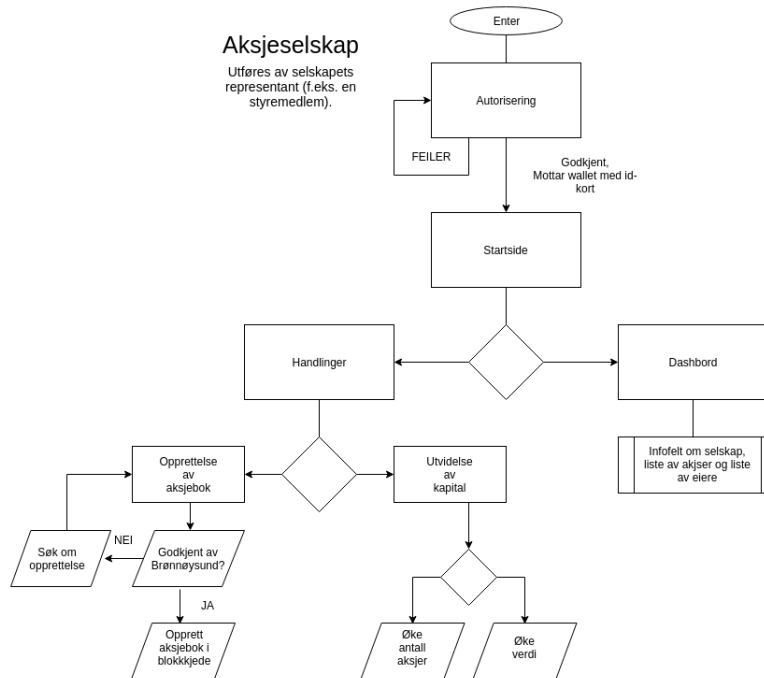 Enter
Aksjeselskap
Utføres av selskapets
representant (f.eks. en
styremedlem).
Autorisering
FEILER
Godkjent,
Mottar wallet med id-
kort
Startside
Handlinger
Dashbord
Opprettelse
av
aksjebok
Utvidelse
av
kapital
Infofelt om selskap,
liste av akjser og liste
av eiere
Søk om
opprettelse
NEI
Godkjent av
Brønnøysund?
JA
Opprett
aksjebok i
blokkkjede
Øke
antall
aksjer
Øke
verdi